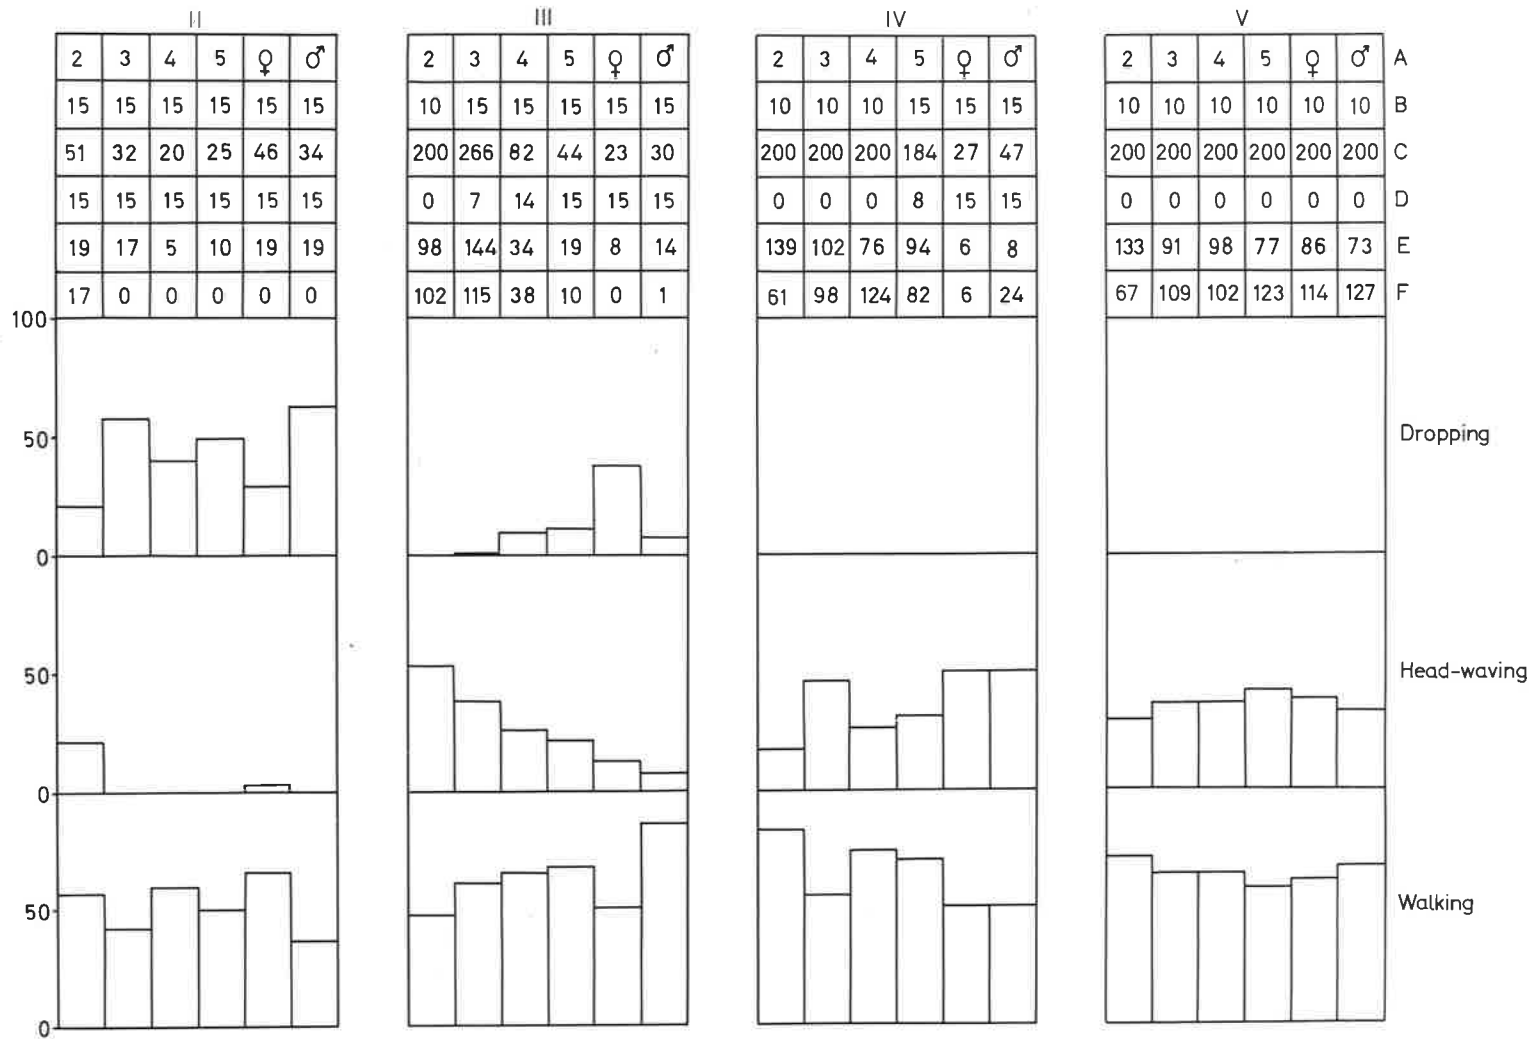 II III IV V
2 3 4 5 ♀ ♂ 2 3 4 5 ♀ ♂ 2 3 4 5 ♀ ♂ 2 3 4 5 ♀ ♂ A
15 15 15 15 15 15 10 15 15 15 15 15 10 10 10 15 15 15 10 10 10 10 10 10 B
51 32 20 25 46 34 200 266 82 44 23 30 200 200 200 184 27 47 200 200 200 200 200 200 C
15 15 15 15 15 15 0 7 14 15 15 15 0 0 0 8 15 15 0 0 0 0 0 0 D
19 17 5 10 19 19 98 144 34 19 8 14 139 102 76 94 6 8 133 91 98 77 86 73 E
17 0 0 0 0 0 102 115 38 10 0 1 61 98 124 82 6 24 67 109 102 123 114 127 F
100
50 Dropping
0
50 Head-waving
0
50 Walking
0